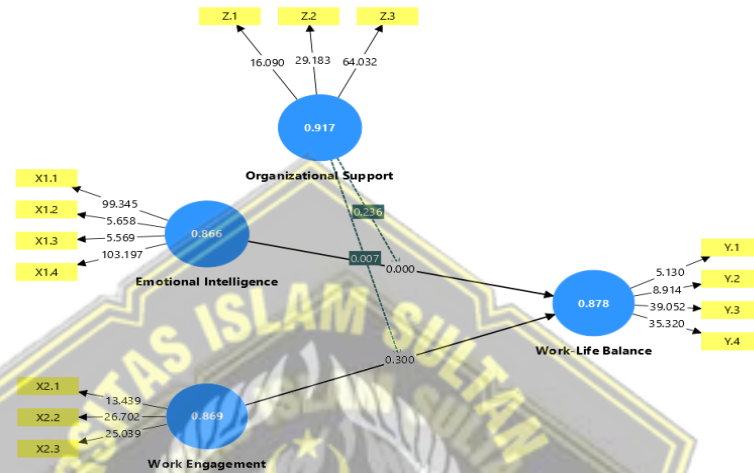 Z.1 Z.2 Z.3
16.090 29.183 64.032
0.917
Organizational Support
X1.1
X1.2
X1.3
X1.4
99.345
5.658
5.569
103.197
0.866
Emotional Intelligence
0.236
0.007
0.000
0.300
Y.1
Y.2
Y.3
Y.4
5.130
8.914
39.052
35.320
0.878
Work-Life Balance
X2.1
X2.2
X2.3
13.439
26.702
25.039
0.869
Work Engagement
TAS ISLAM SULTAN